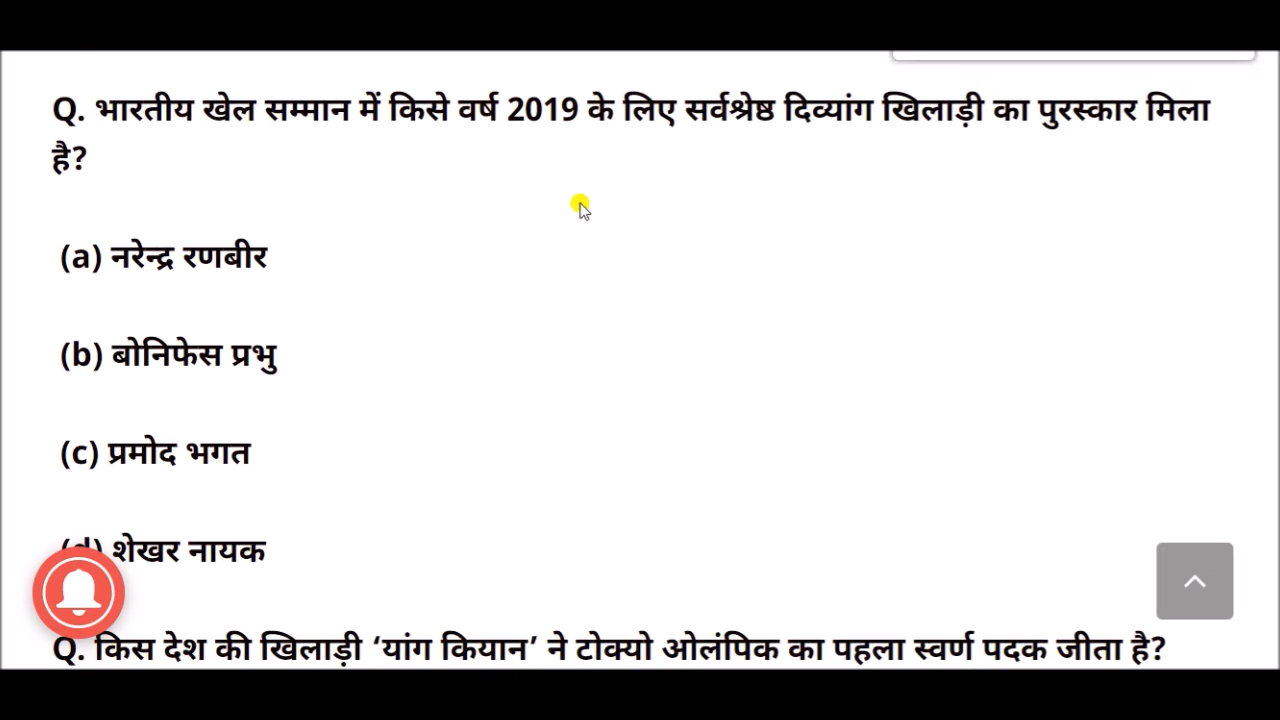 Q. भारतीय खेल सम्मान में किसे वर्ष 2019 के लिए सर्वश्रेष्ठ दिव्यांग खिलाड़ी का पुरस्कार मिला
है?
(a) नरेन्द्र रणबीर
(b) बोनिफेस प्रभु
(c) प्रमोद भगत
(d) शेखर नायक
Q. किस देश की खिलाड़ी ‘यांग कियान’ ने टोक्यो ओलंपिक का पहला स्वर्ण पदक जीता है?